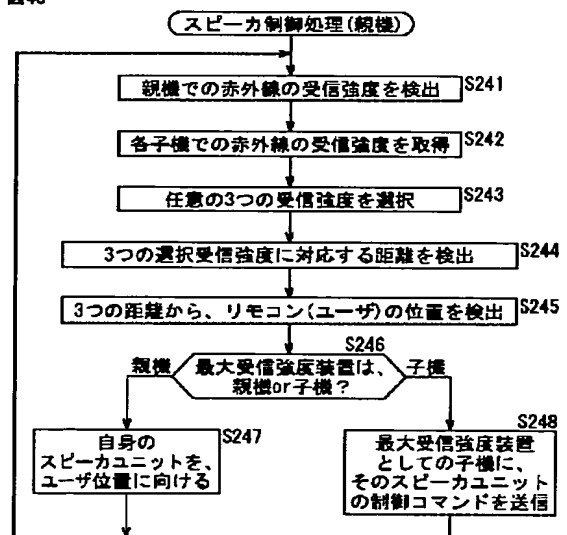 スピーカ制御処理(親機)
親機での赤外線の受信強度を検出 S241
各子機での赤外線の受信強度を取得 S242
任意の3つの受信強度を選択 S243
3つの選択受信強度に対応する距離を検出 S244
3つの距離から、リモコン(ユーザ)の位置を検出 S245
S246
親機
最大受信強度装置は、
親機or子機?
子機
S247
自身の
スピーカユニットを、
ユーザ位置に向ける
S248
最大受信強度装置
としての子機に、
そのスピーカユニット
の制御コマンドを送信